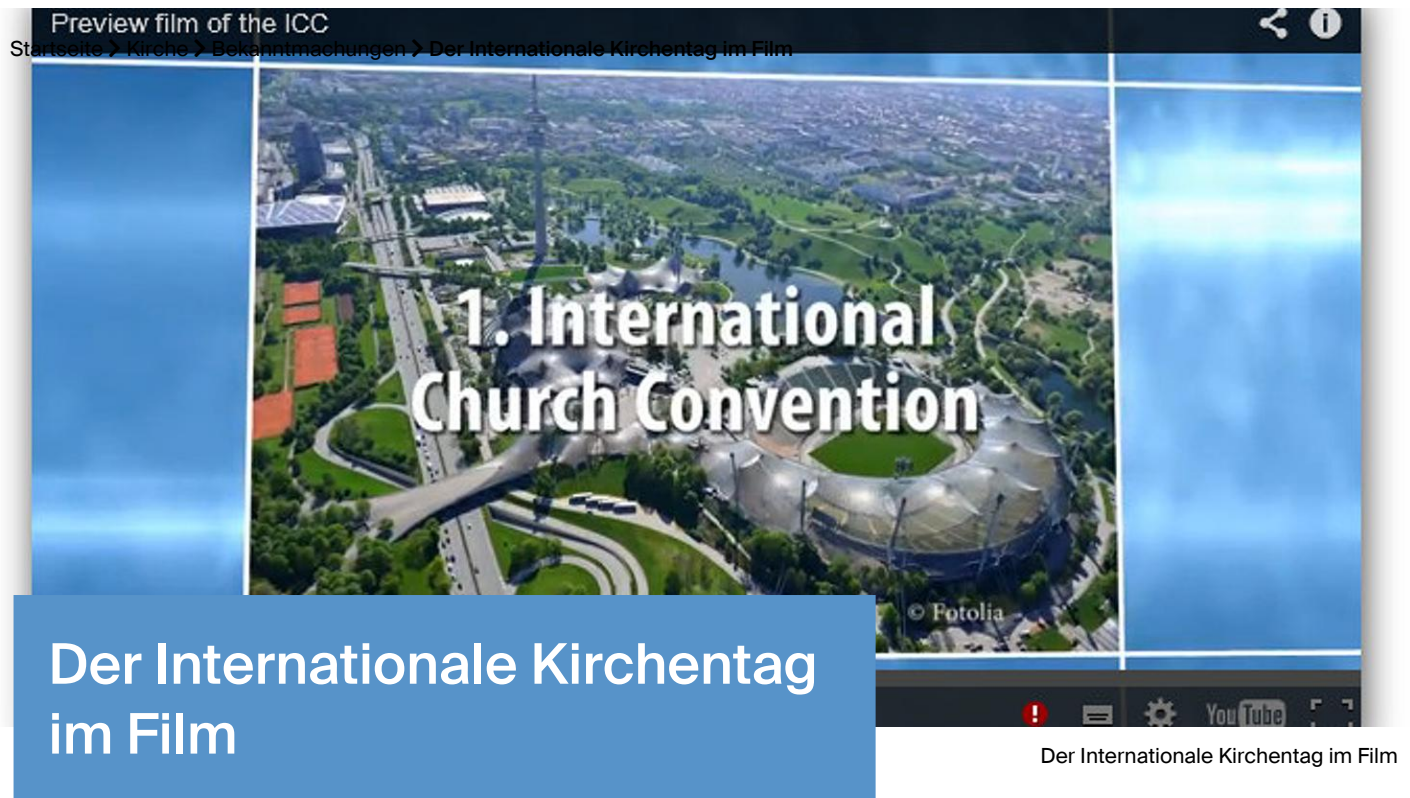 Preview film of the ICC
Startseite > Kirche > Bekanntmachungen > Der Internationale Kirchentag im Film
1. International
Church Convention
© Fotolia
Der Internationale Kirchentag
im Film
YouTube
Der Internationale Kirchentag im Film